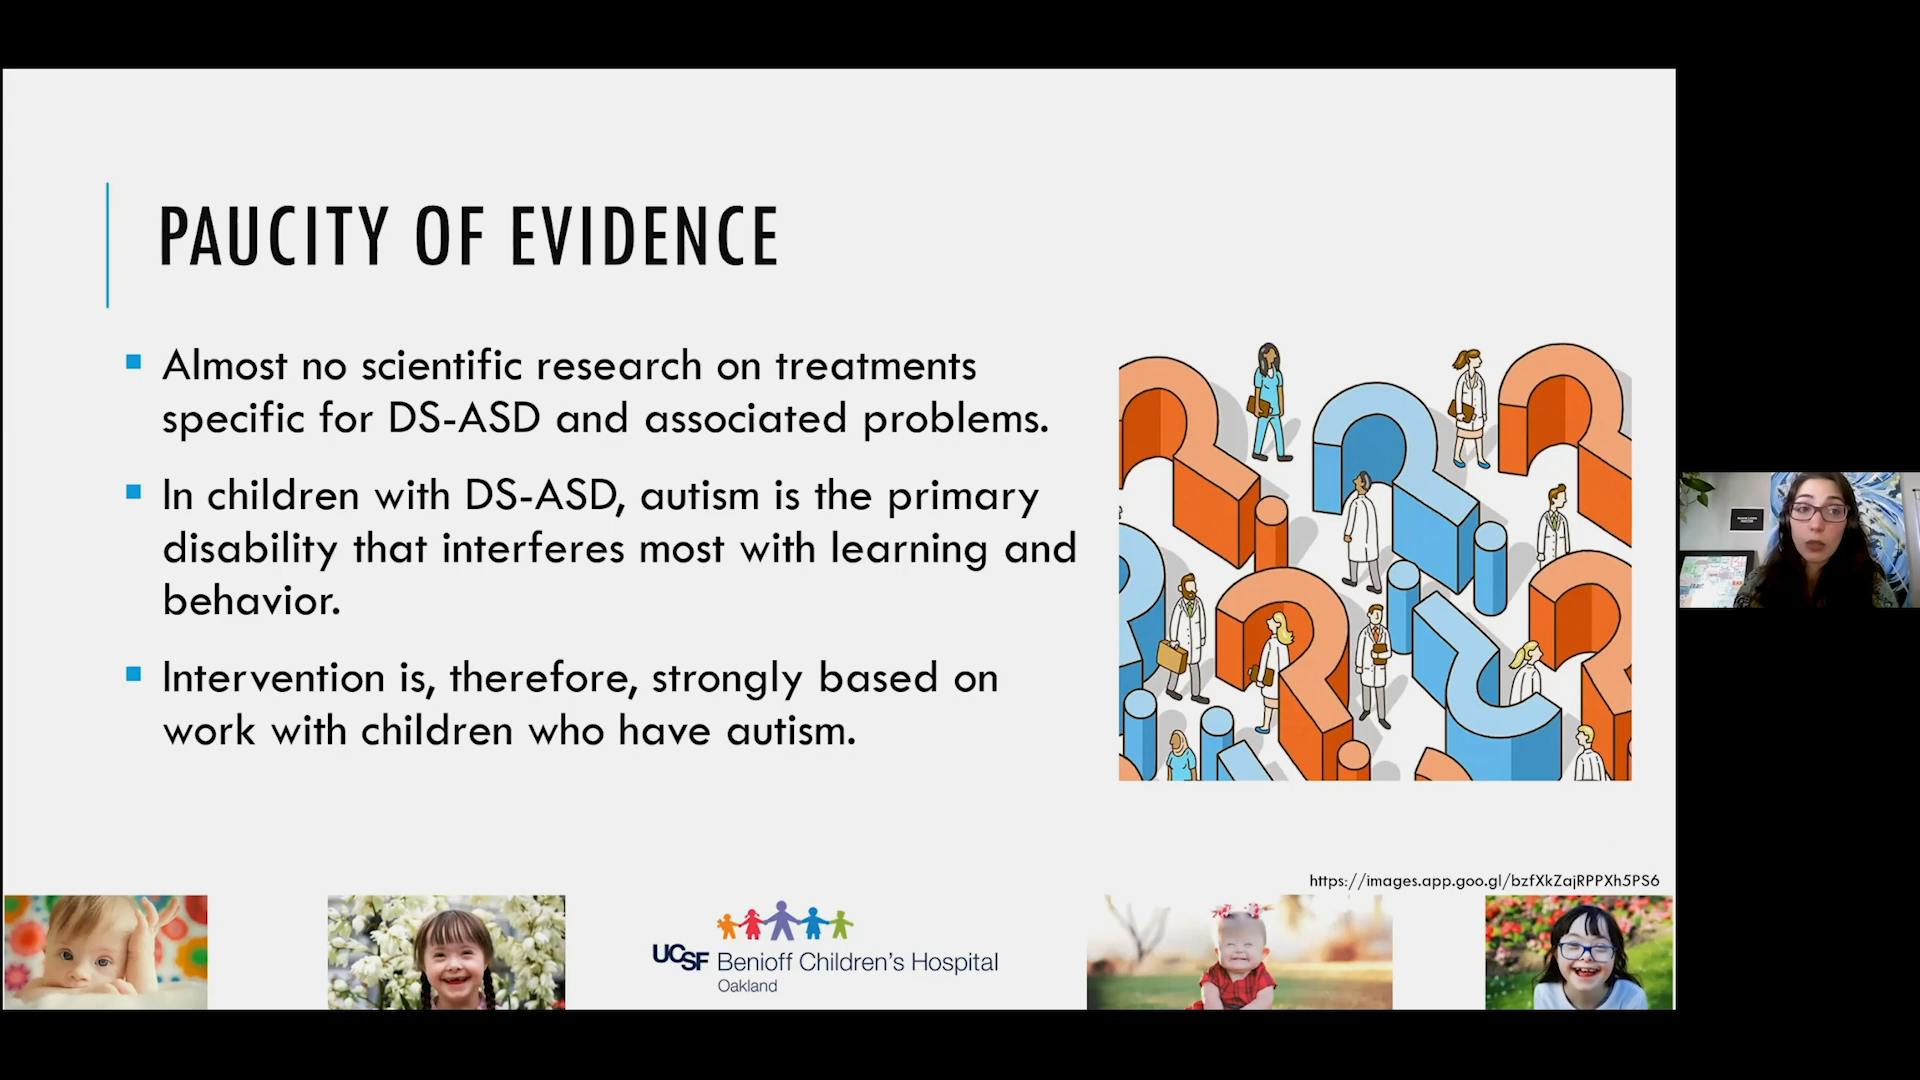 PAUCITY OF EVIDENCE
Almost no scientific research on treatments
specific for DS-ASD and associated problems.
In children with DS-ASD, autism is the primary
disability that interferes most with learning and
behavior.
Intervention is, therefore, strongly based on
work with children who have autism.
https://images.app.goo.gl/bzfXkZajRPPXh5PS6
UCSF Benioff Children's Hospital
Oakland